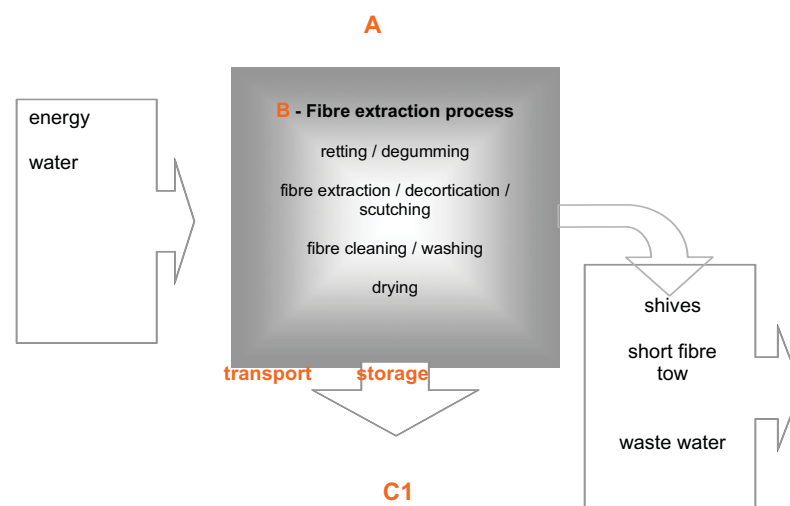 A
energy
water
B - Fibre extraction process
retting / degumming
fibre extraction / decortication /
scutching
fibre cleaning / washing
drying
shives
short fibre
tow
waste water
transport
storage
C1